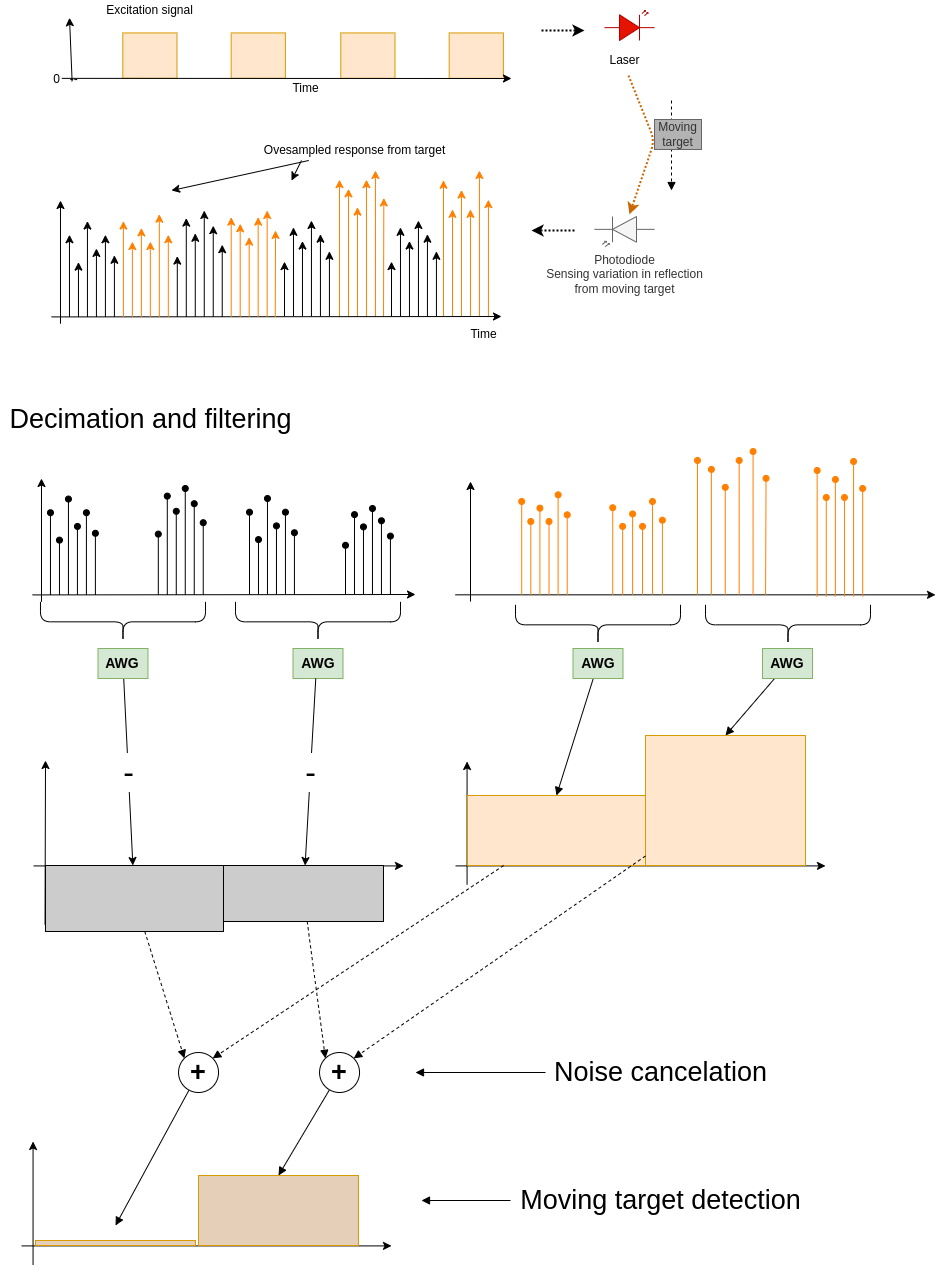 Excitation signal
0
Time
Laser
Moving
target
Ovesampled response from target
Photodiode
Sensing variation in reflection
from moving target
Time
Decimation and filtering
AWG
AWG
AWG
AWG
-
-
+
+
Noise cancelation
Moving target detection